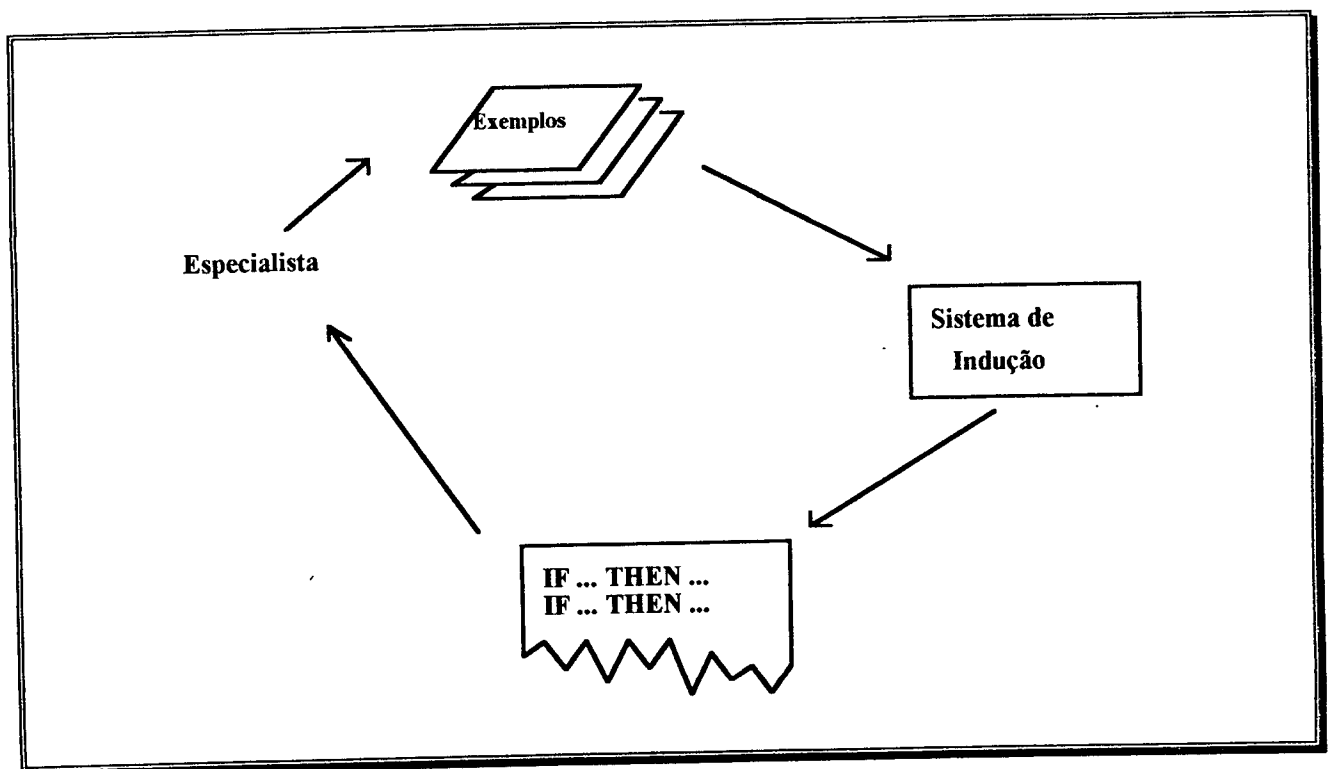 Exemplos
Especialista
Sistema de
Indução
IF ... THEN ...
IF ... THEN ...